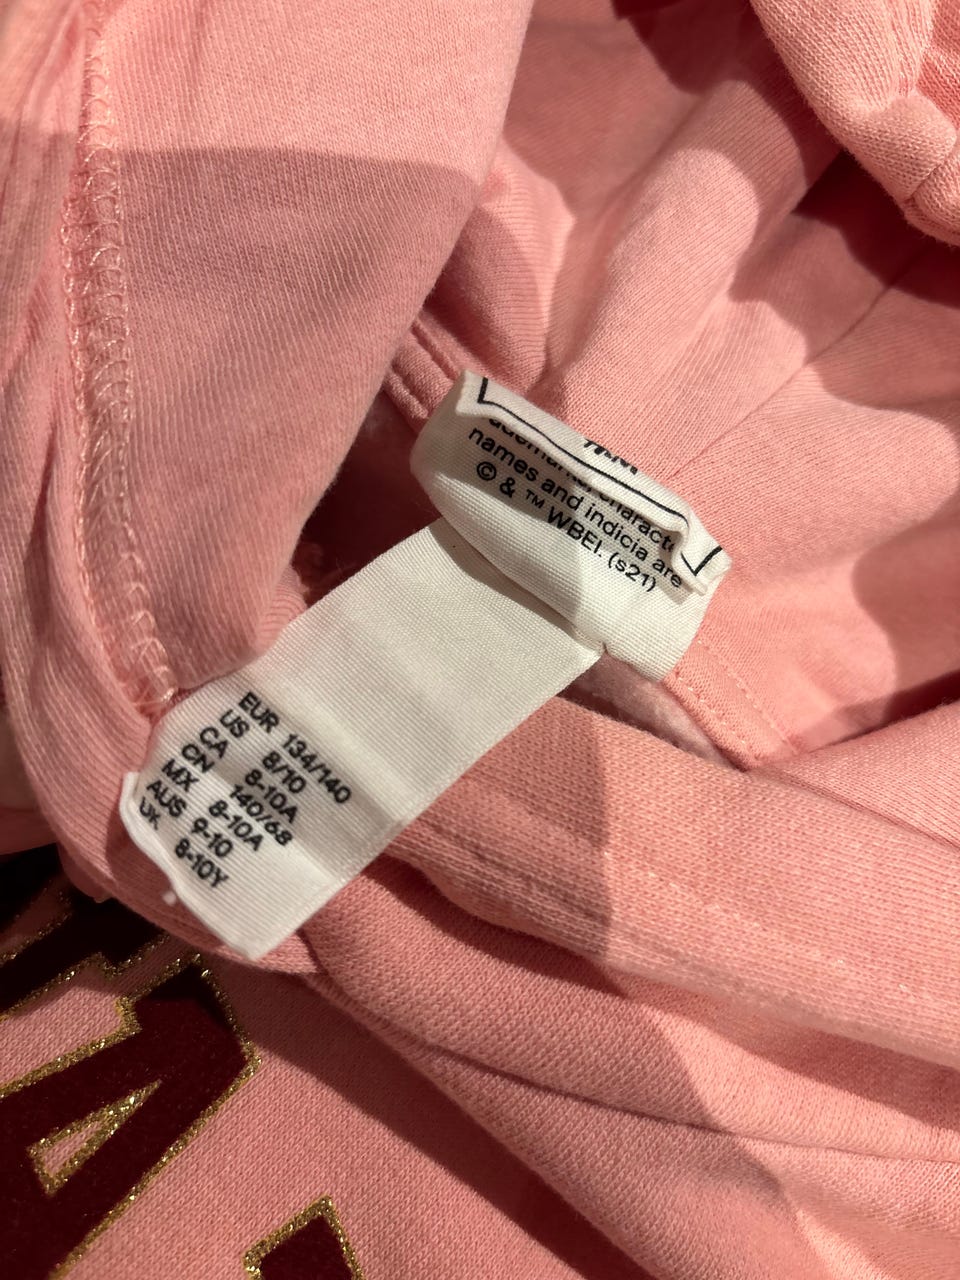 names and indicia are
© & ™ WBEI. (s21)
EUR 134/140
US 8/10
CA 8-10A
CN 140/68
MX 8-10A
AUS 9-10
UK 8-10Y